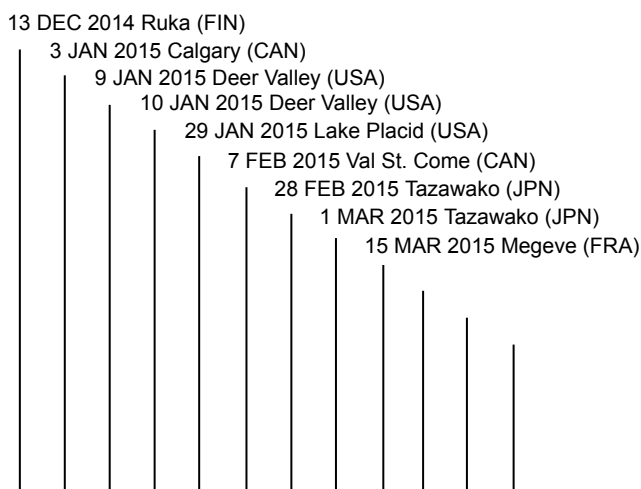 13 DEC 2014 Ruka (FIN)
3 JAN 2015 Calgary (CAN)
9 JAN 2015 Deer Valley (USA)
10 JAN 2015 Deer Valley (USA)
29 JAN 2015 Lake Placid (USA)
7 FEB 2015 Val St. Come (CAN)
28 FEB 2015 Tazawako (JPN)
1 MAR 2015 Tazawako (JPN)
15 MAR 2015 Megeve (FRA)